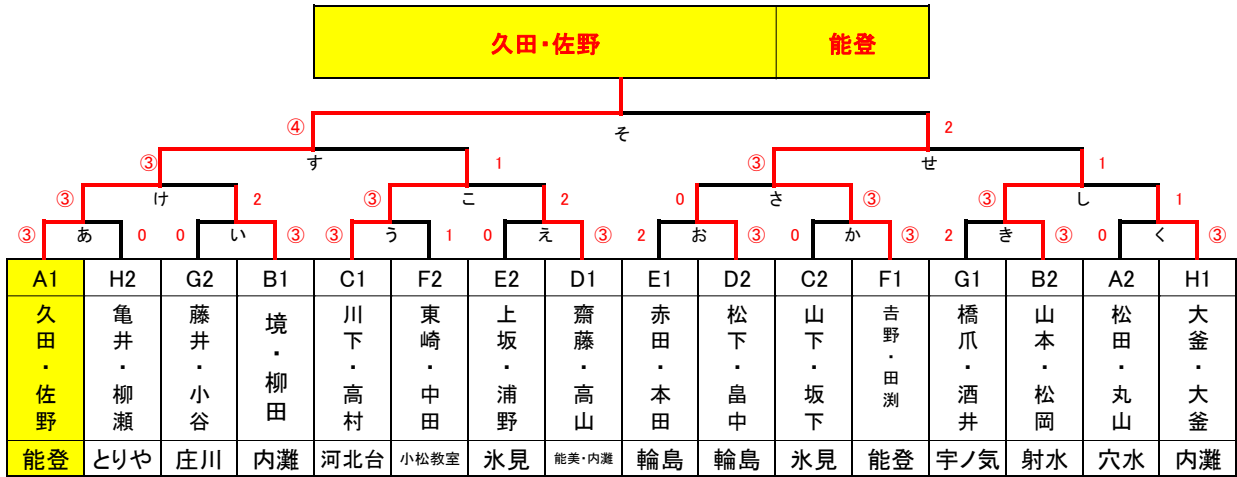 久田・佐野 能登
④ そ 2
③ す 1 ③ せ 1
③ け 2 ③ こ 2 0 さ ③ ③ し 1
③ あ 0 0 い ③ ③ う 1 0 え ③ 2 お ③ 0 か ③ 2 き ③ 0 く ③
A1 H2 G2 B1 C1 F2 E2 D1 E1 D2 C2 F1 G1 B2 A2 H1
久田・佐野 亀井・柳瀬 藤井・小谷 境・柳田 川下・高村 東崎・中田 上坂・浦野 齋藤・高山 赤田・本田 松下・畠中 山下・坂下 吉野・田渕 橋爪・酒井 山本・松岡 松田・丸山 大釜・大釜
能登 とりや 庄川 内灘 河北台 小松教室 氷見 能美・内灘 輪島 輪島 氷見 能登 宇ノ気 射水 穴水 内灘